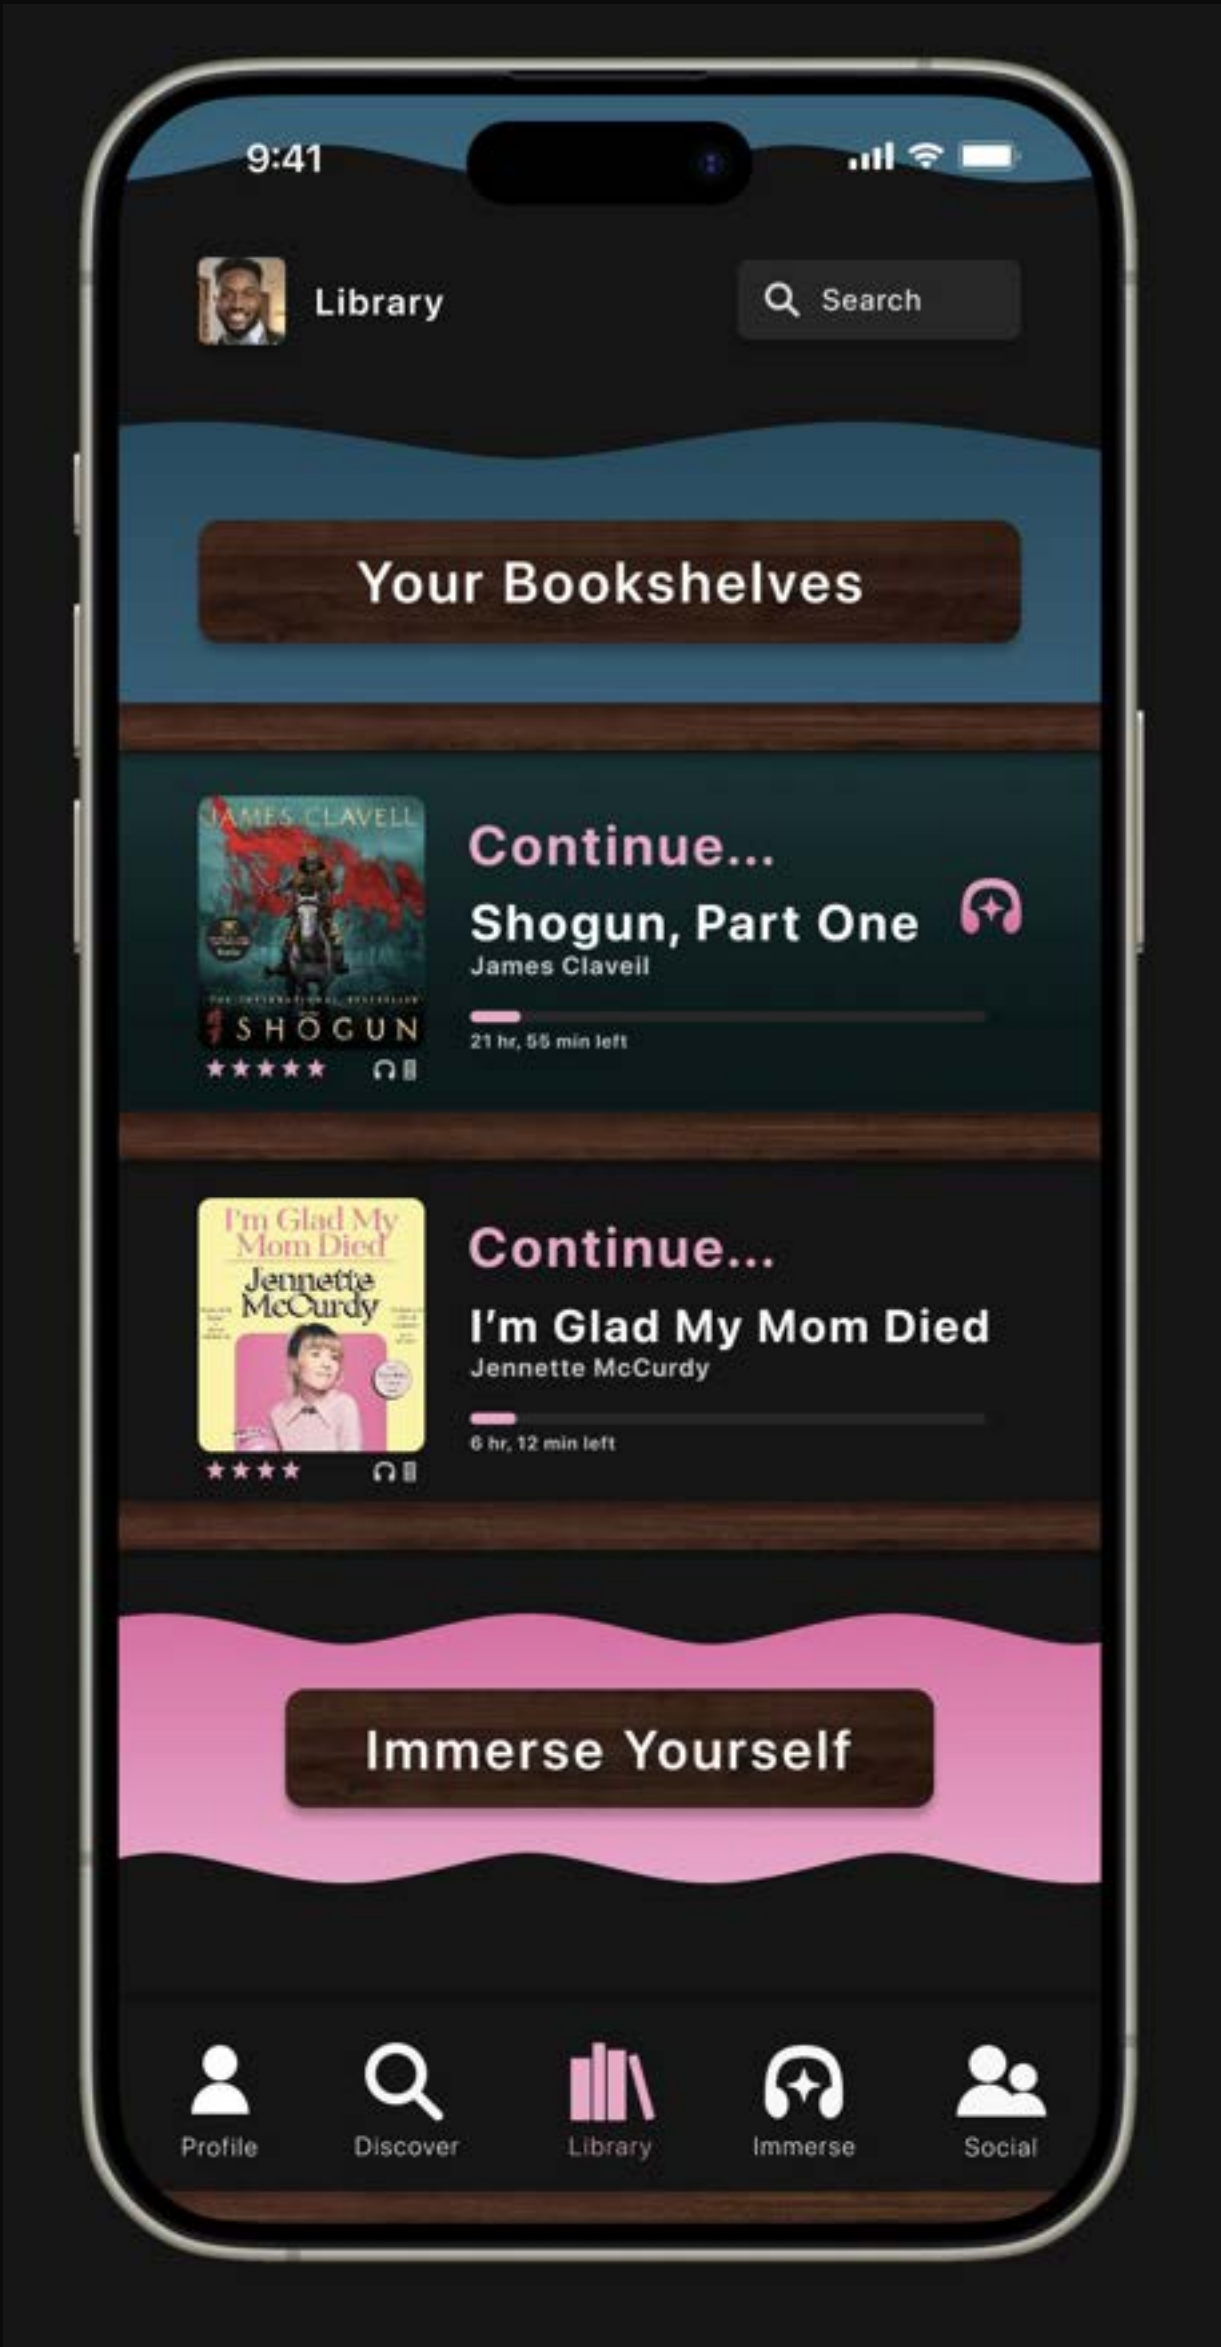 9:41
Library
Search
Your Bookshelves
JAMES CLAVELL
SHŌGUN
Continue...
Shogun, Part One
James Clavell
21 hr, 55 min left
I'm Glad My
Mom Died
Jennette
McCurdy
Continue...
I'm Glad My Mom Died
Jennette McCurdy
6 hr, 12 min left
Immerse Yourself
Profile
Discover
Library
Immerse
Social